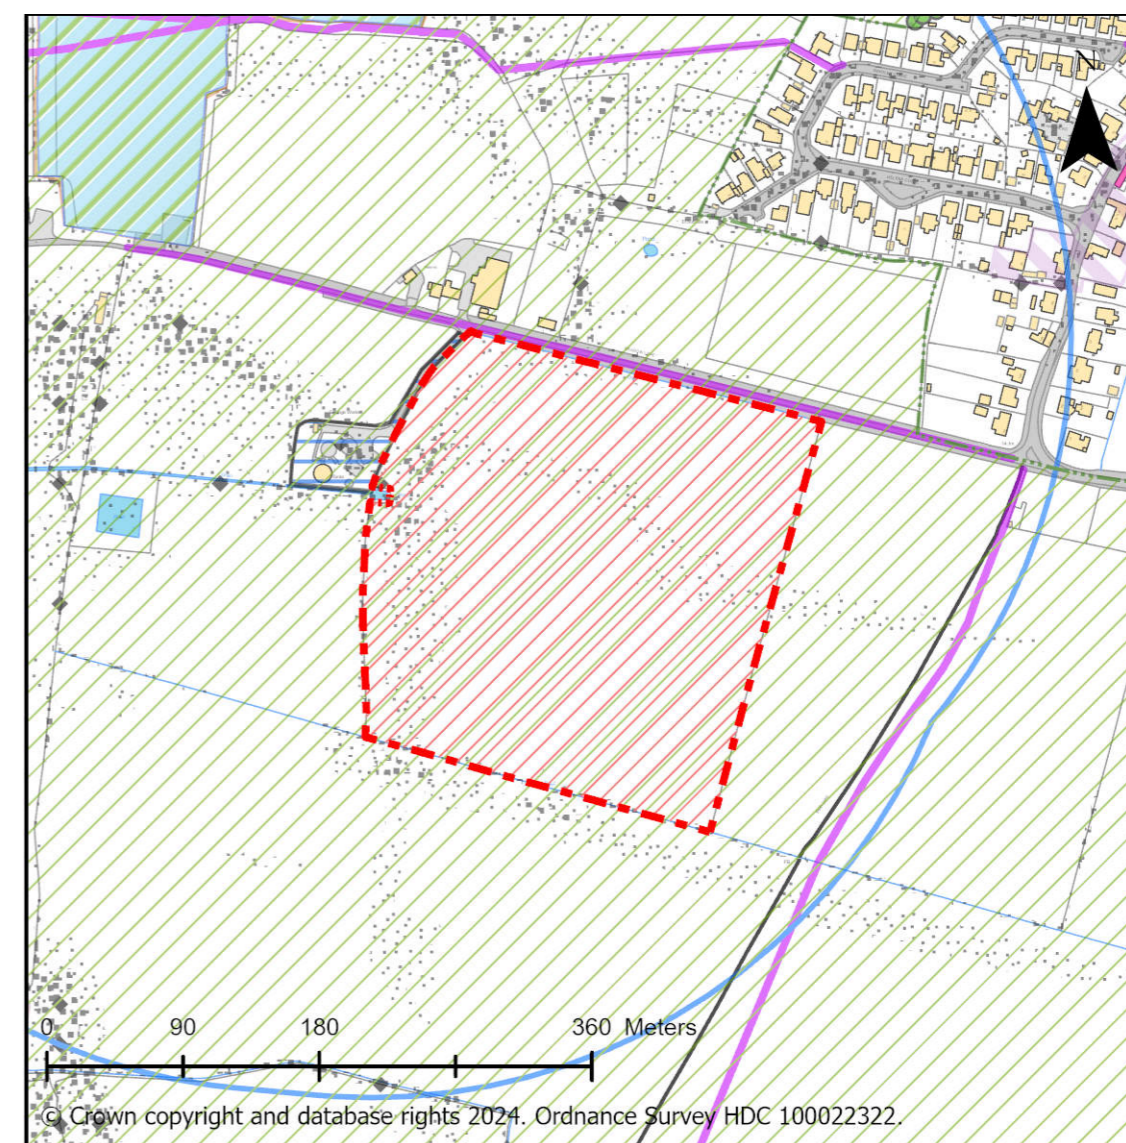 N
0 90 180 360 Meters
© Crown copyright and database rights 2024. Ordnance Survey HDC 100022322.